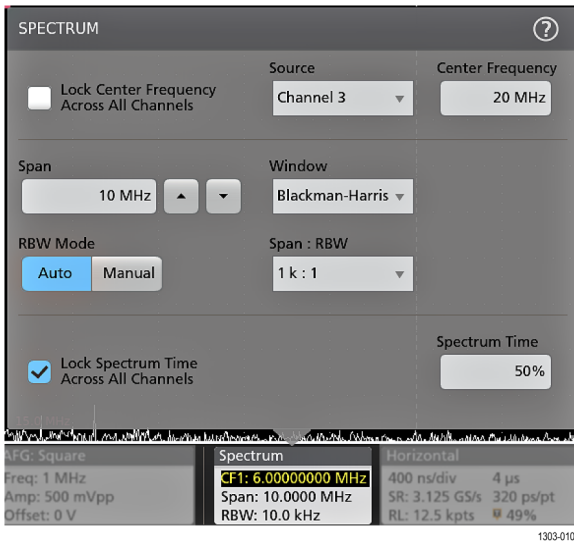 SPECTRUM
?
Lock Center Frequency
Across All Channels
Source
Channel 3
Center Frequency
20 MHz
Span
10 MHz
Window
Blackman-Harris
RBW Mode
Auto
Manual
Span : RBW
1 k : 1
Lock Spectrum Time
Across All Channels
Spectrum Time
50%
AFG: Square
Freq: 1 MHz
Amp: 500 mVpp
Offset: 0 V
Spectrum
CF1: 6.00000000 MHz
Span: 10.0000 MHz
RBW: 10.0 kHz
Horizontal
400 ns/div 4 µs
SR: 3.125 GS/s 320 ps/pt
RL: 12.5 kpts 49%
1303-010